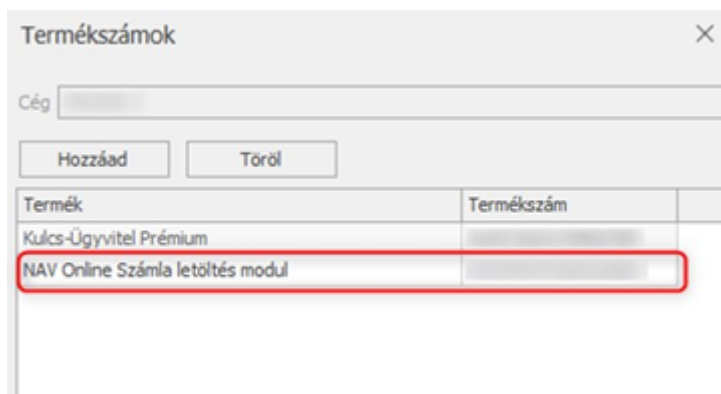 Termékszámok
Cég
Hozzáad Töröl
Termék Termékszám
Kulcs-Ügyvitel Prémium
NAV Online Számla letöltés modul